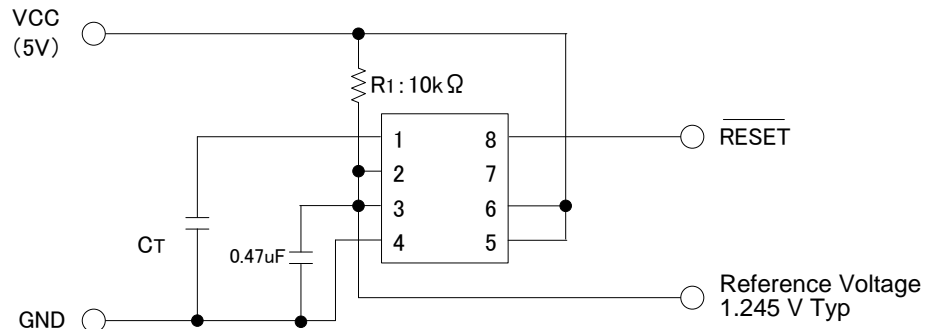 VCC
(5V)
R1: 10kΩ
1 8
2 7
3 6
4 5
RESET
CT
0.47uF
GND
Reference Voltage
1.245 V Typ